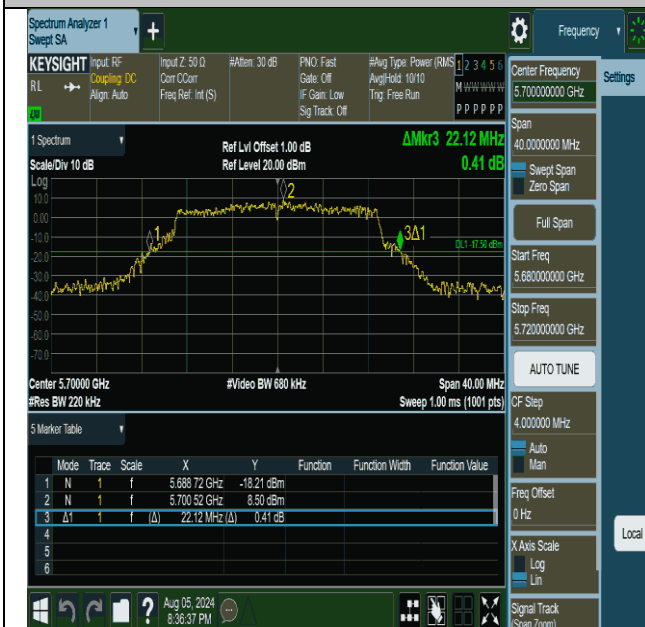 Spectrum Analyzer 1
Swept SA
+
Frequency
KEYSIGHT
RL
Input: RF
Coupling: DC
Align: Auto
Input Z: 50 Ω
Corr CCorr
Freq Ref: Int (S)
#Atten: 30 dB
PNO: Fast
Gate: Off
IF Gain: Low
Sig Track: Off
#Avg Type: Power (RMS
Avg|Hold: 10/10
Trig: Free Run
1 2 3 4 5 6
M W W W W W
P P P P P P
Settings
1 Spectrum
Scale/Div 10 dB
Ref Lvl Offset 1.00 dB
Ref Level 20.00 dBm
ΔMkr3 22.12 MHz
0.41 dB
Log
10.0
0.00
-10.0
-20.0
-30.0
-40.0
-50.0
-60.0
-70.0
1
2
3Δ1
DL1 -17.50 dBm
Center 5.70000 GHz
#Res BW 220 kHz
#Video BW 680 kHz
Span 40.00 MHz
Sweep 1.00 ms (1001 pts)
5 Marker Table
Mode Trace Scale X Y Function Function Width Function Value
1 N 1 f 5.688 72 GHz -18.21 dBm
2 N 1 f 5.700 52 GHz 8.50 dBm
3 Δ1 1 f (Δ) 22.12 MHz (Δ) 0.41 dB
4
5
6
Center Frequency
5.700000000 GHz
Span
40.0000000 MHz
Swept Span
Zero Span
Full Span
Start Freq
5.680000000 GHz
Stop Freq
5.720000000 GHz
AUTO TUNE
CF Step
4.000000 MHz
Auto
Man
Freq Offset
0 Hz
X Axis Scale
Log
Lin
Signal Track
(Span Zoom)
Local
?
Aug 05, 2024
8:36:37 PM